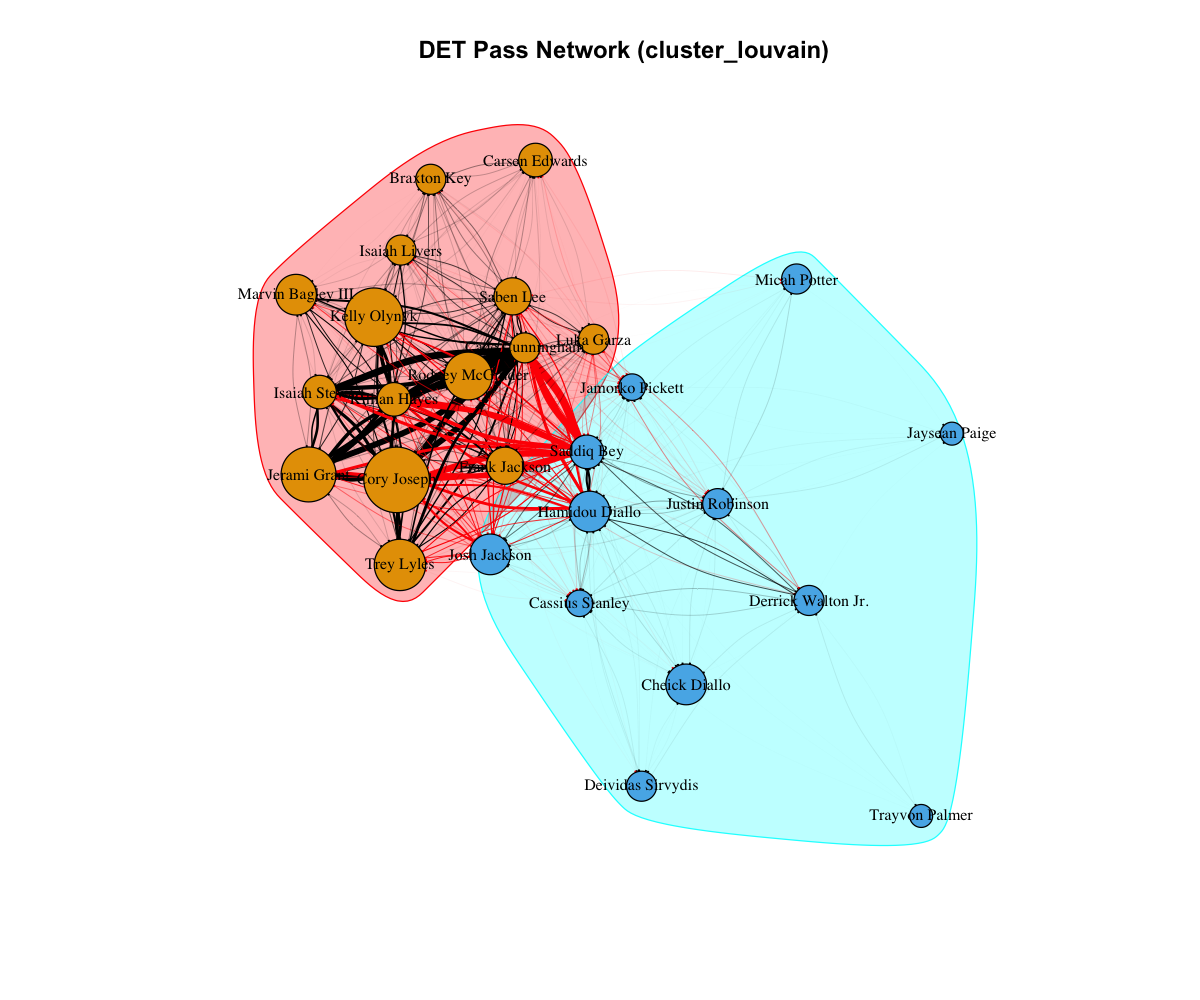 DET Pass Network (cluster_louvain)
Carsen Edwards
Braxton Key
Isaiah Livers
Micah Potter
Marvin Bagley III
Saben Lee
Kelly Olynyk
Luka Garza
Cunningham
Rodney McGruder
Jamorko Pickett
Isaiah
Killian Hayes
Jaysean Paige
Saddiq Bey
Frank Jackson
Jerami Grant
Cory Joseph
Justin Robinson
Hamidou Diallo
Josh Jackson
Trey Lyles
Cassius Stanley
Derrick Walton Jr.
Cheick Diallo
Deividas Sirvydis
Trayvon Palmer